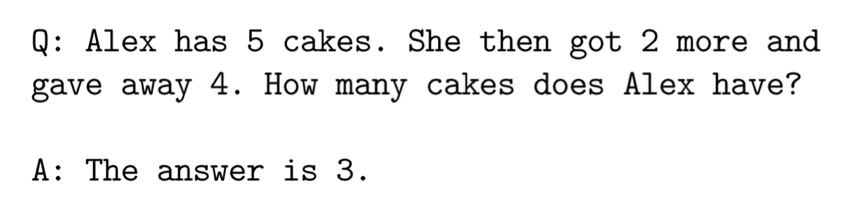 Q: Alex has 5 cakes. She then got 2 more and
gave away 4. How many cakes does Alex have?
A: The answer is 3.